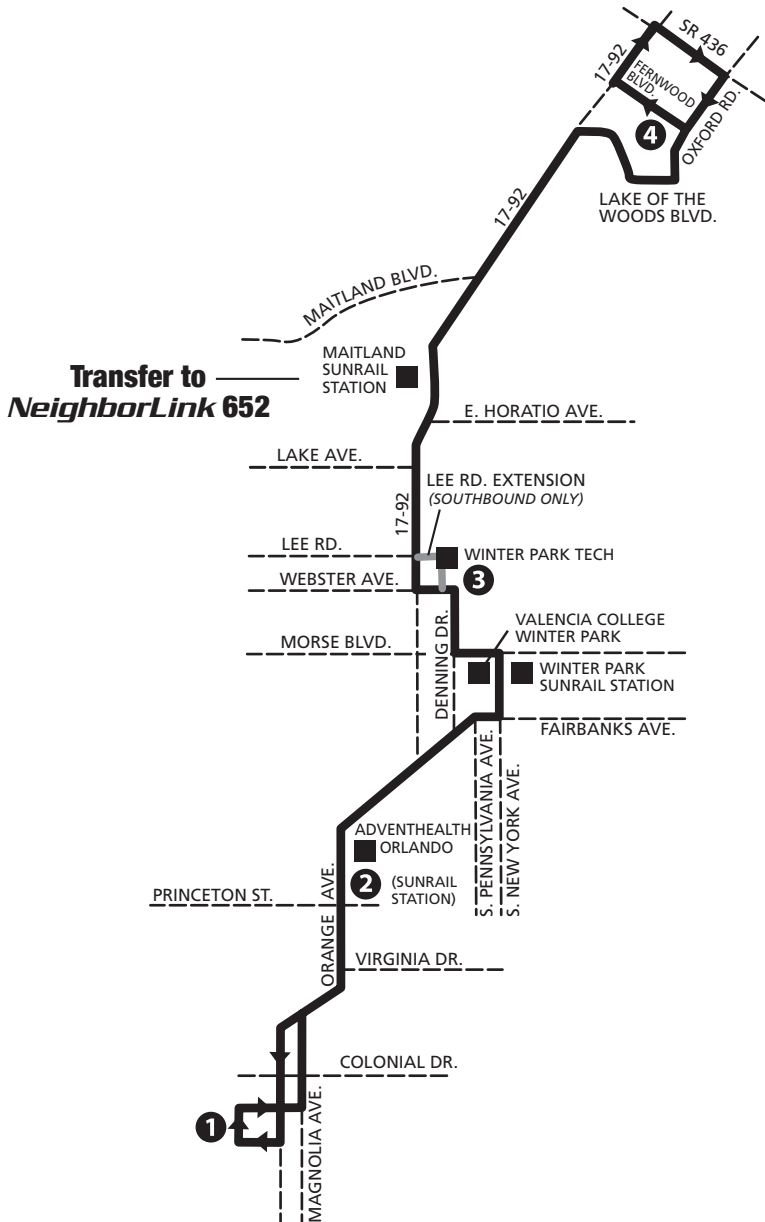 SR 436
17-92
FERNWOOD
BLVD.
OXFORD RD.
4
LAKE OF THE
WOODS BLVD.
17-92
MAITLAND BLVD.
MAITLAND
SUNRAIL
STATION
Transfer to
NeighborLink 652
E. HORATIO AVE.
LAKE AVE.
LEE RD. EXTENSION
(SOUTHBOUND ONLY)
17-92
LEE RD.
WINTER PARK TECH
3
WEBSTER AVE.
VALENCIA COLLEGE
WINTER PARK
MORSE BLVD.
DENNING DR.
WINTER PARK
SUNRAIL STATION
FAIRBANKS AVE.
S. PENNSYLVANIA AVE.
S. NEW YORK AVE.
ADVENTHEALTH
ORLANDO
2
(SUNRAIL
STATION)
PRINCETON ST.
ORANGE AVE.
VIRGINIA DR.
COLONIAL DR.
1
MAGNOLIA AVE.